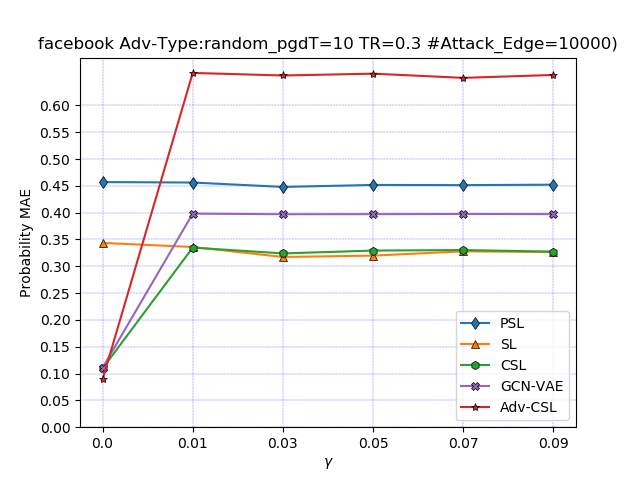 facebook Adv-Type:random_pgdT=10 TR=0.3 #Attack_Edge=10000)
Probability MAE
0.60
0.55
0.50
0.45
0.40
0.35
0.30
0.25
0.20
0.15
0.10
0.05
0.00
PSL
SL
CSL
GCN-VAE
Adv-CSL
0.0 0.01 0.03 0.05 0.07 0.09
γ